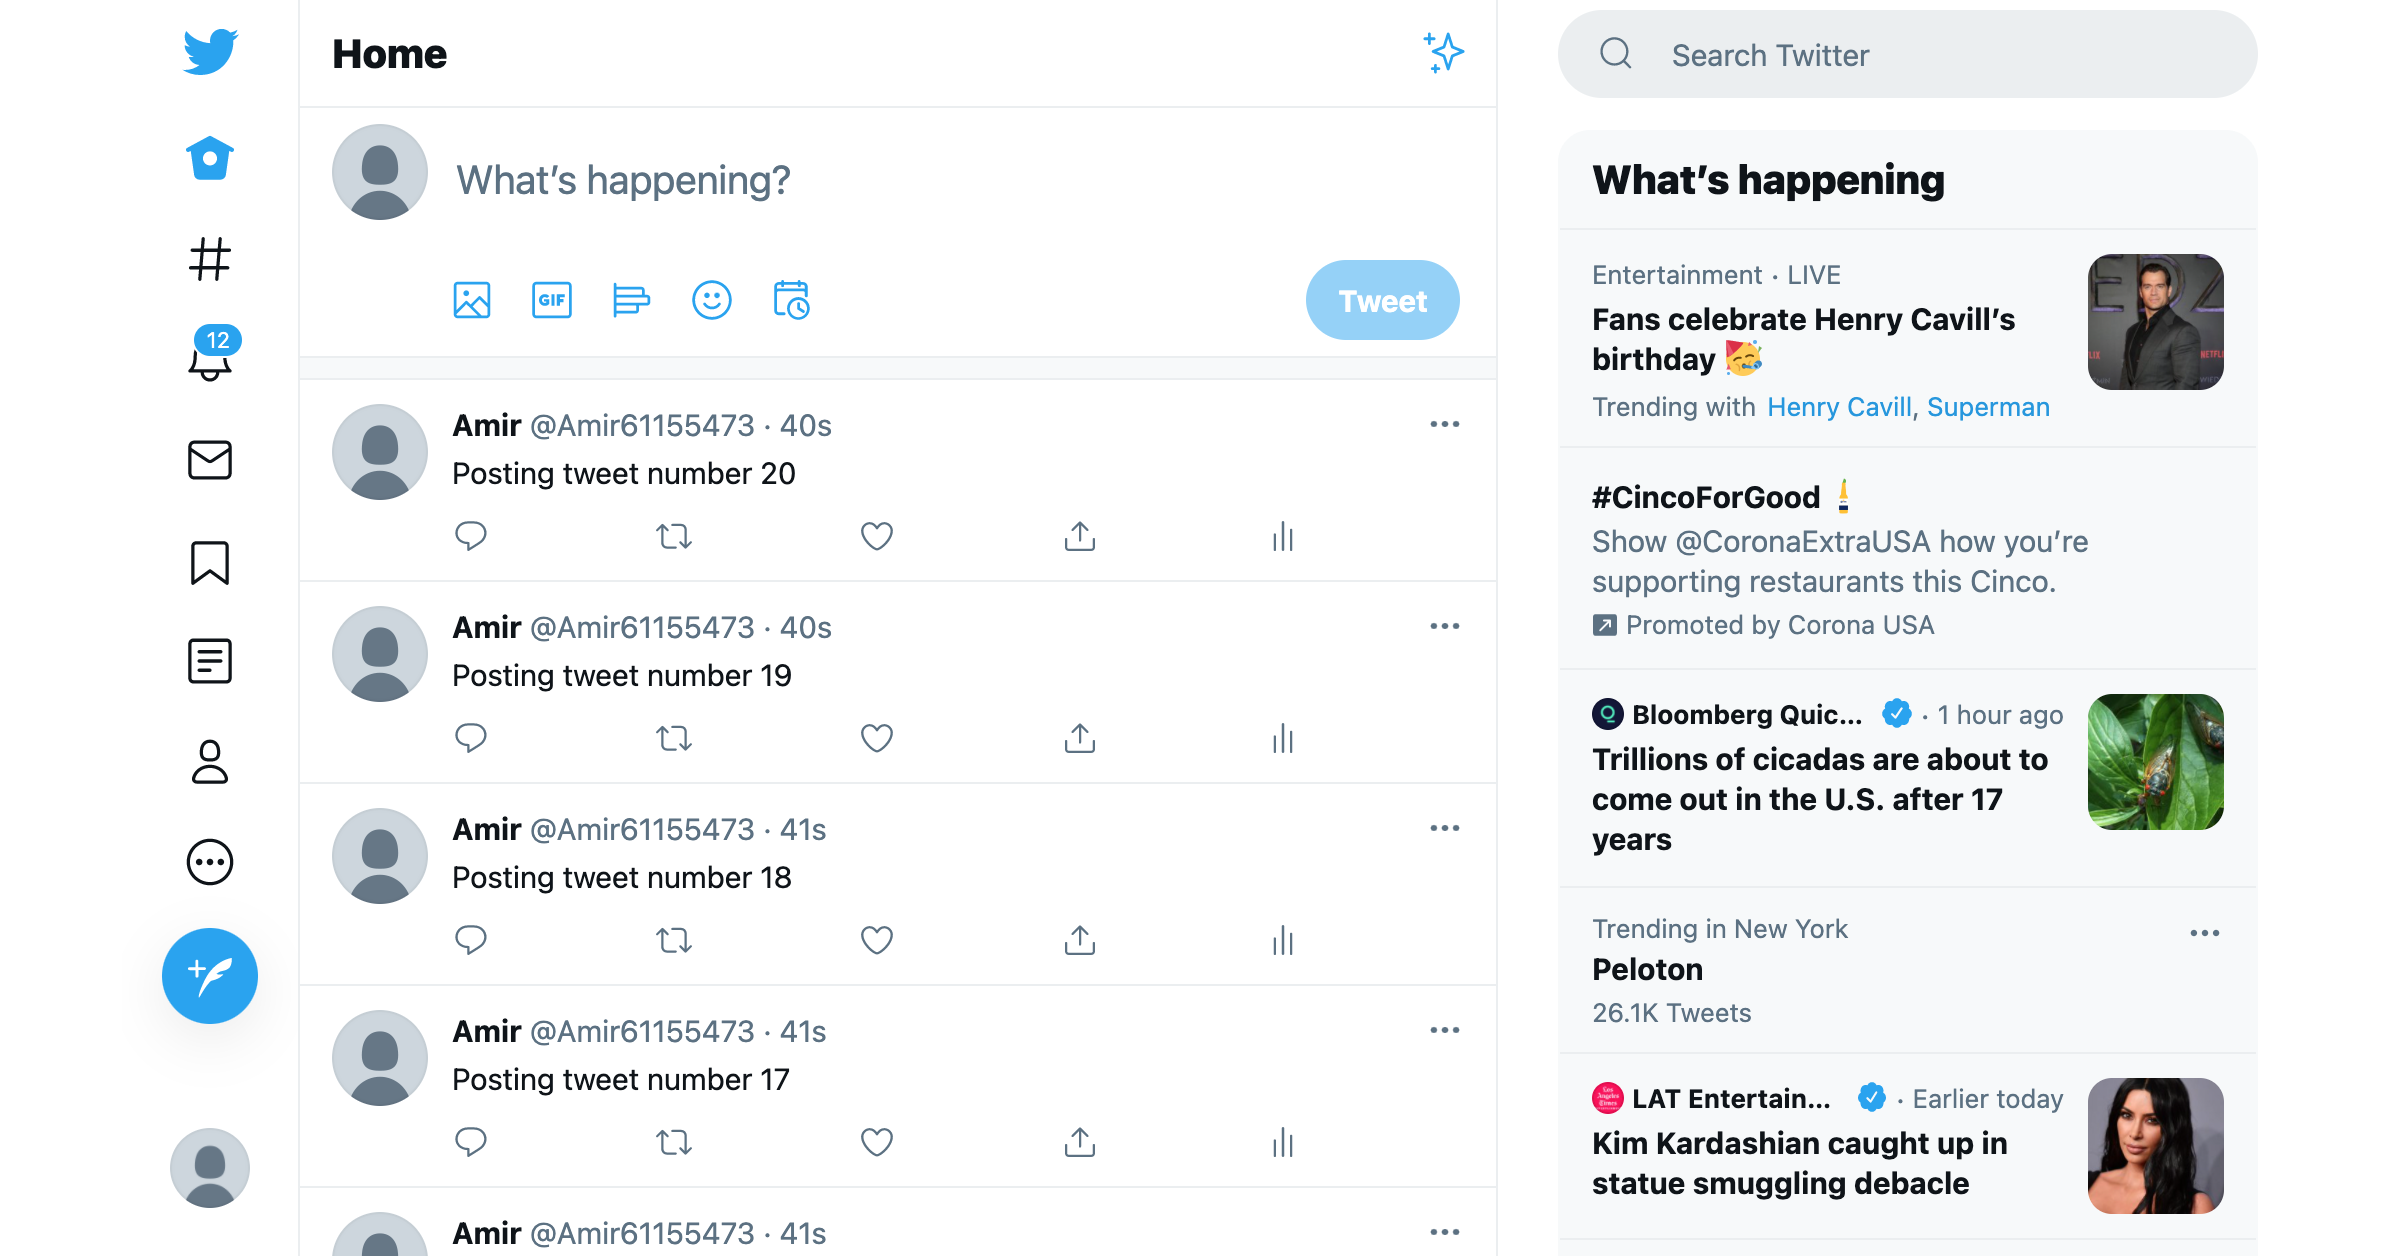 Home
What's happening?
GIF
Tweet
12
Amir @Amir61155473 · 40s
Posting tweet number 20
Amir @Amir61155473 · 40s
Posting tweet number 19
Amir @Amir61155473 · 41s
Posting tweet number 18
Amir @Amir61155473 · 41s
Posting tweet number 17
Amir @Amir61155473 · 41s
Search Twitter
What's happening
Entertainment · LIVE
Fans celebrate Henry Cavill's
birthday 🥳
Trending with Henry Cavill, Superman
#CincoForGood
Show @CoronaExtraUSA how you're
supporting restaurants this Cinco.
Promoted by Corona USA
Bloomberg Quic... · 1 hour ago
Trillions of cicadas are about to
come out in the U.S. after 17
years
Trending in New York
Peloton
26.1K Tweets
LAT Entertain... · Earlier today
Kim Kardashian caught up in
statue smuggling debacle